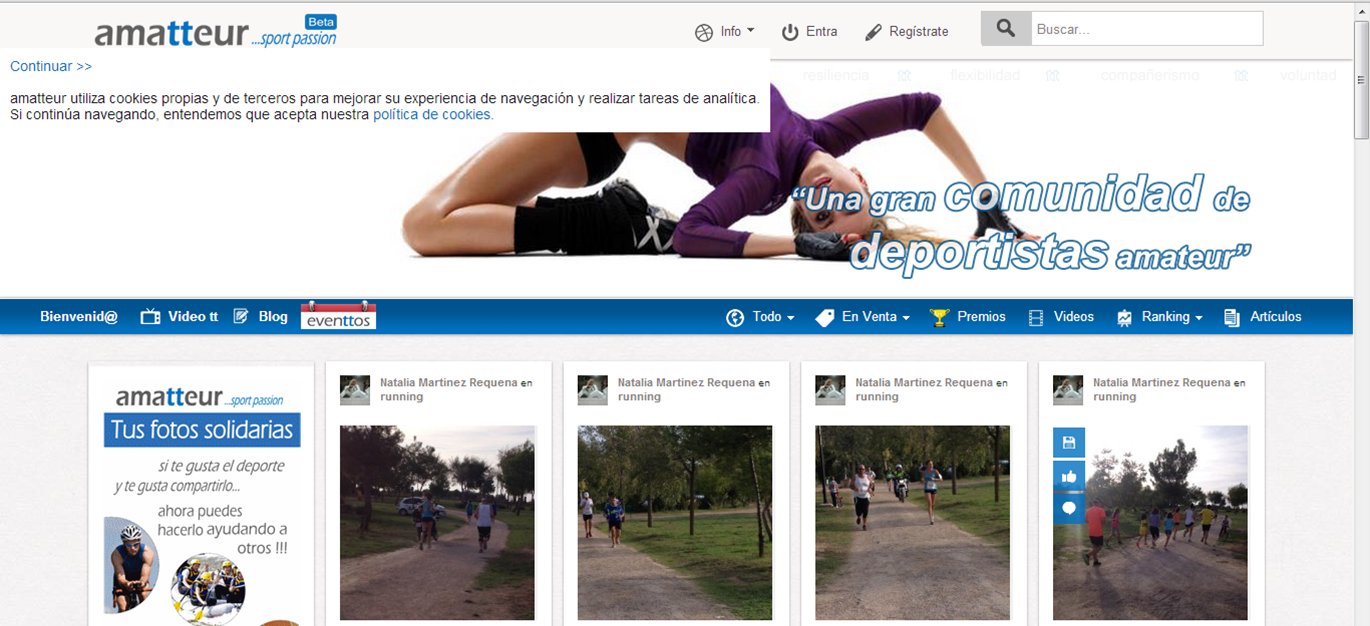 amatteur ...sport passion Beta
Info
Entra
Regístrate
Buscar...
Continuar >>
amatteur utiliza cookies propias y de terceros para mejorar su experiencia de navegación y realizar tareas de analítica.
Si continúa navegando, entendemos que acepta nuestra política de cookies.
resiliencia flexibilidad compañerismo voluntad
“Una gran comunidad de
deportistas amateur”
Bienvenid@ Video tt Blog eventtos Todo En Venta Premios Videos Ranking Artículos
amatteur ...sport passion
Tus fotos solidarias
si te gusta el deporte
y te gusta compartirlo...
ahora puedes
hacerlo ayudando a
otros !!!
Natalia Martinez Requena en
running
Natalia Martinez Requena en
running
Natalia Martinez Requena en
running
Natalia Martinez Requena en
running